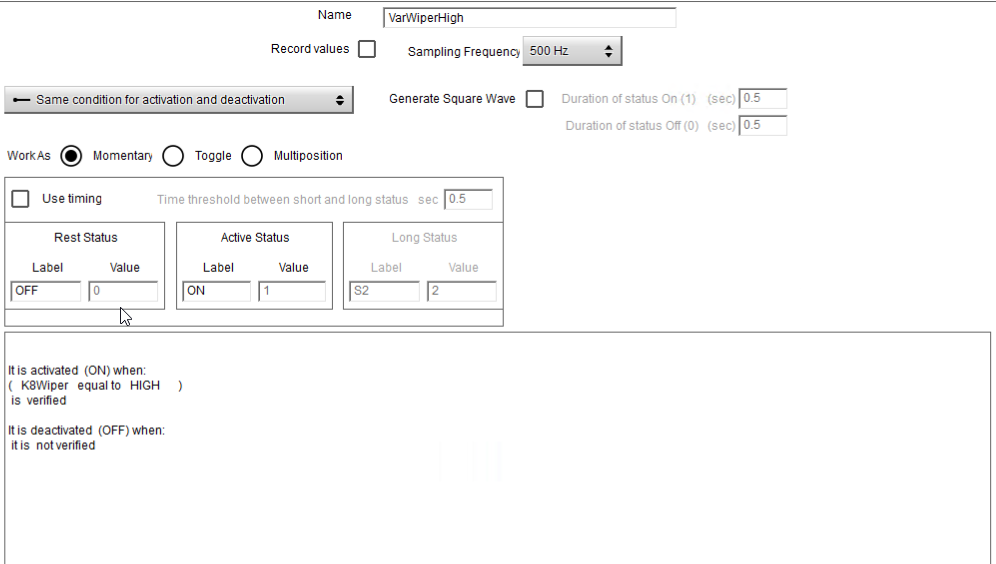 Name VarWiperHigh
Record values Sampling Frequency 500 Hz
Same condition for activation and deactivation Generate Square Wave Duration of status On (1) (sec) 0.5
Duration of status Off (0) (sec) 0.5
Work As Momentary Toggle Multiposition
Use timing Time threshold between short and long status sec 0.5
Rest Status Active Status Long Status
Label Value Label Value Label Value
OFF 0 ON 1 S2 2
It is activated (ON) when:
( K8Wiper equal to HIGH )
is verified
It is deactivated (OFF) when:
it is not verified